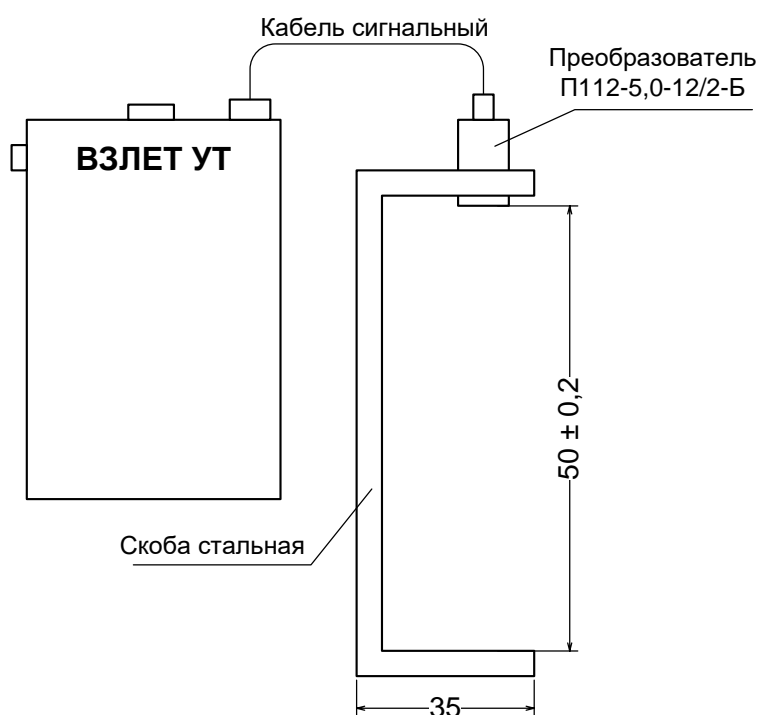 Кабель сигнальный
Преобразователь
П112-5,0-12/2-Б
ВЗЛЕТ УТ
50 ± 0,2
Скоба стальная
35